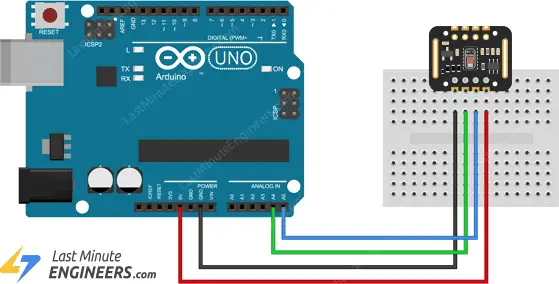 RESET
ICSP2
AREF
GND
13
12
~11
~10
~9
8
7
~6
~5
4
~3
2
TX0 ▶ 1
RX0 ◀ 0
DIGITAL (PWM~)
L
TX
RX
UNO
Arduino
ON
1
ICSP
LastMinuteEngineers.com
IOREF
RESET
3V3
5V
GND
GND
VIN
POWER
ANALOG IN
A0
A1
A2
A3
A4
A5
Last Minute
ENGINEERS.com